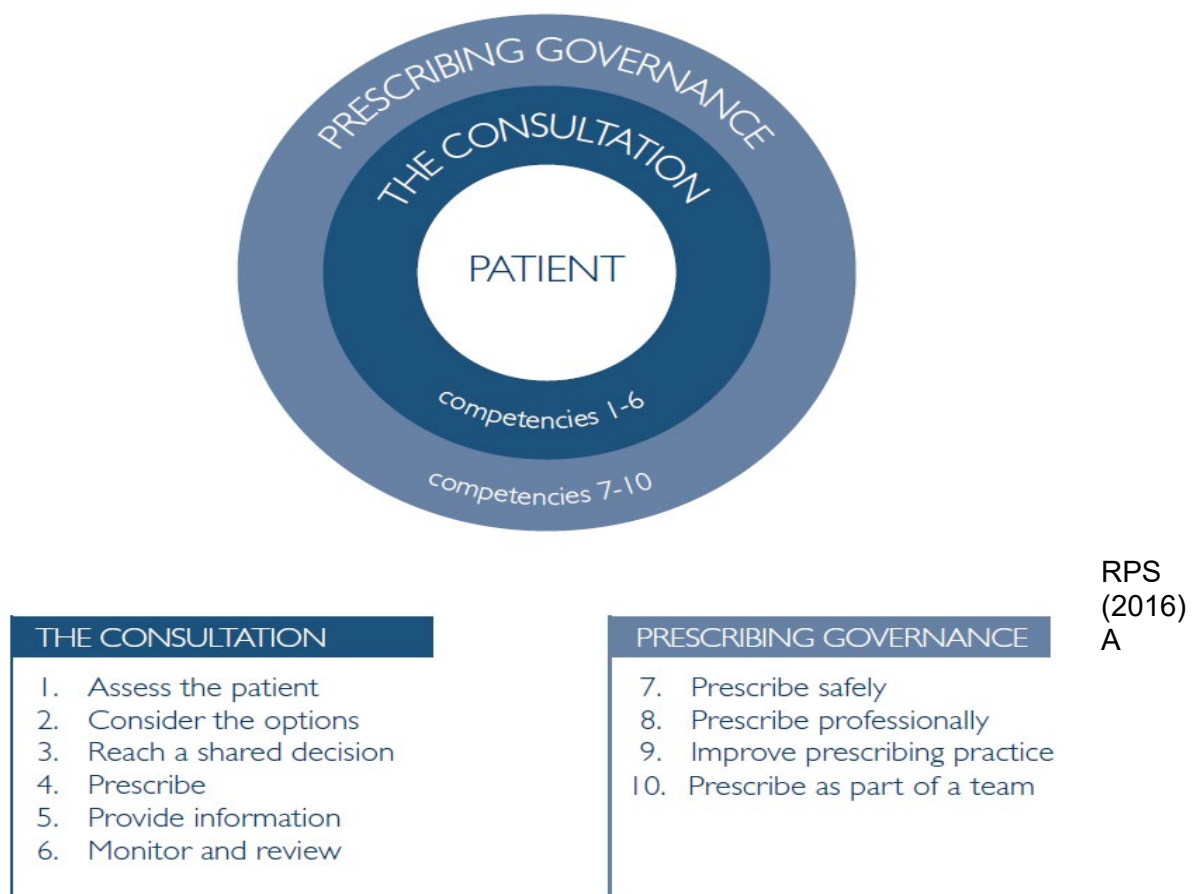 PRESCRIBING GOVERNANCE
THE CONSULTATION
PATIENT
competencies 1-6
competencies 7-10
RPS
(2016)
A
THE CONSULTATION
1. Assess the patient
2. Consider the options
3. Reach a shared decision
4. Prescribe
5. Provide information
6. Monitor and review
PRESCRIBING GOVERNANCE
7. Prescribe safely
8. Prescribe professionally
9. Improve prescribing practice
10. Prescribe as part of a team